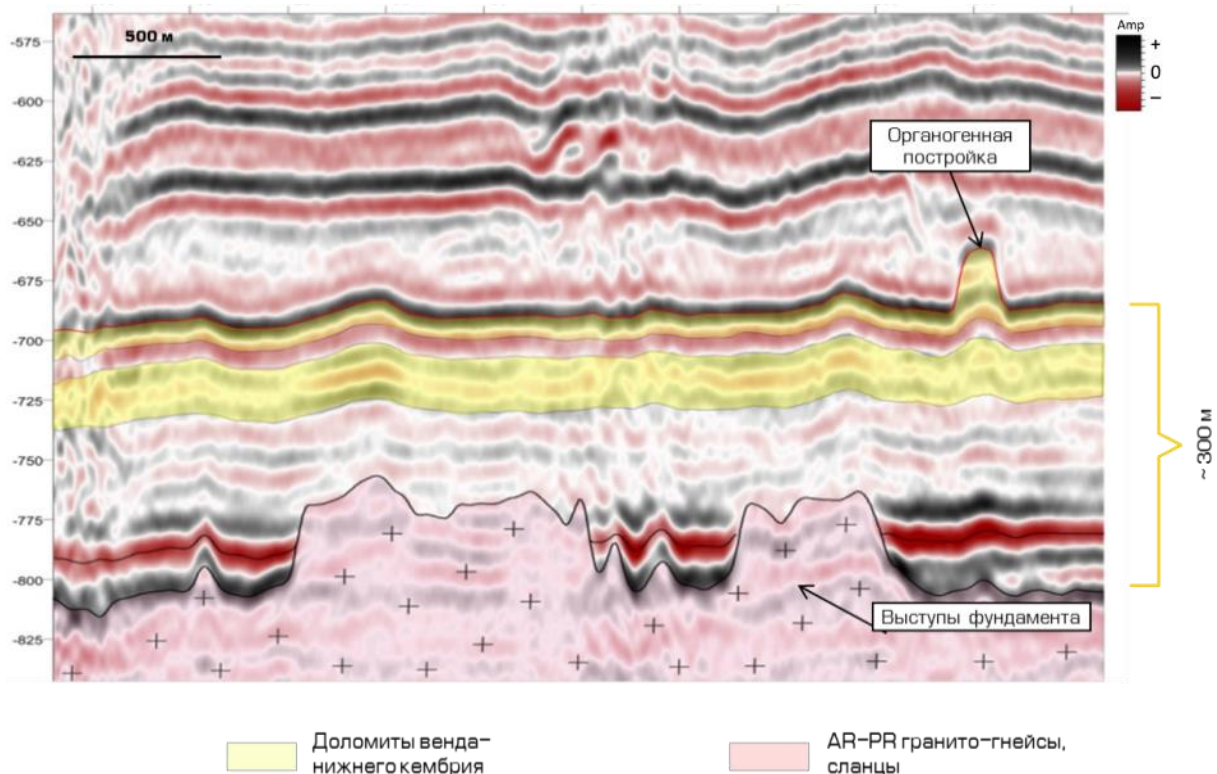 500 м
Amp
+
0
−
-575
-600
-625
-650
-675
-700
-725
-750
-775
-800
-825
Органогенная
постройка
~ 300 м
Выступы фундамента
Доломиты венда-
нижнего кембрия
AR-PR гранито-гнейсы,
сланцы